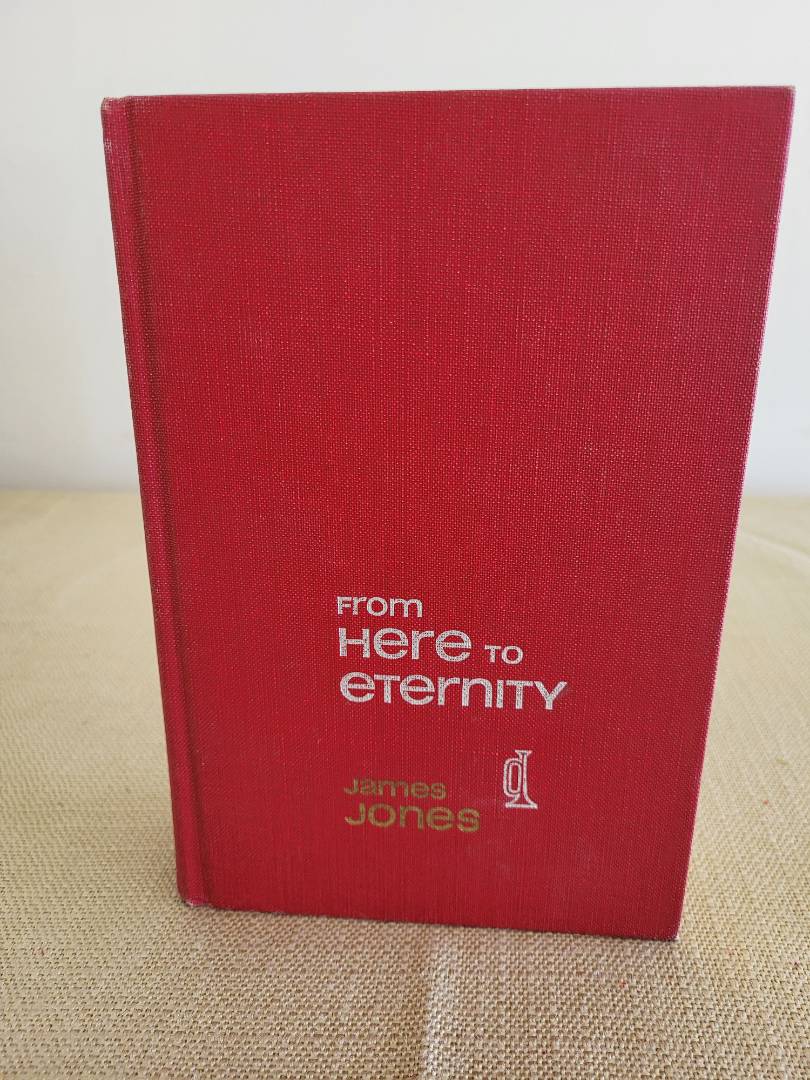 From
Here TO
eternity
James
Jones